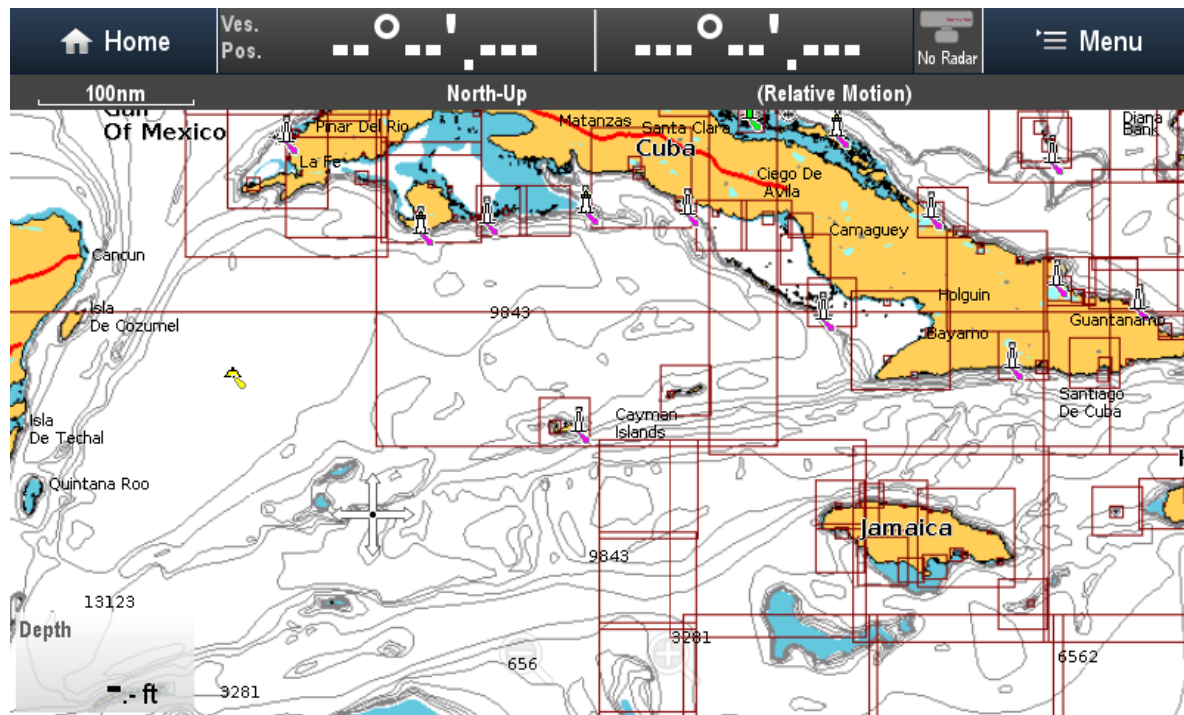 Home
Ves.
Pos.
--°--'.---
---°--'.---
No Radar
Menu
100nm
North-Up
(Relative Motion)
Gulf
Of Mexico
Pinar Del Rio
La Fe
Matanzas
Santa Clara
Cuba
Ciego De
Avila
Diana
Bank
Camaguey
Cancun
Holguin
Isla
De Cozumel
9843
Guantanamo
Bayamo
Santiago
De Cuba
Cayman
Islands
Isla
De Techal
Quintana Roo
H
Jamaica
9843
13123
Depth
3281
656
6562
-.- ft
3281